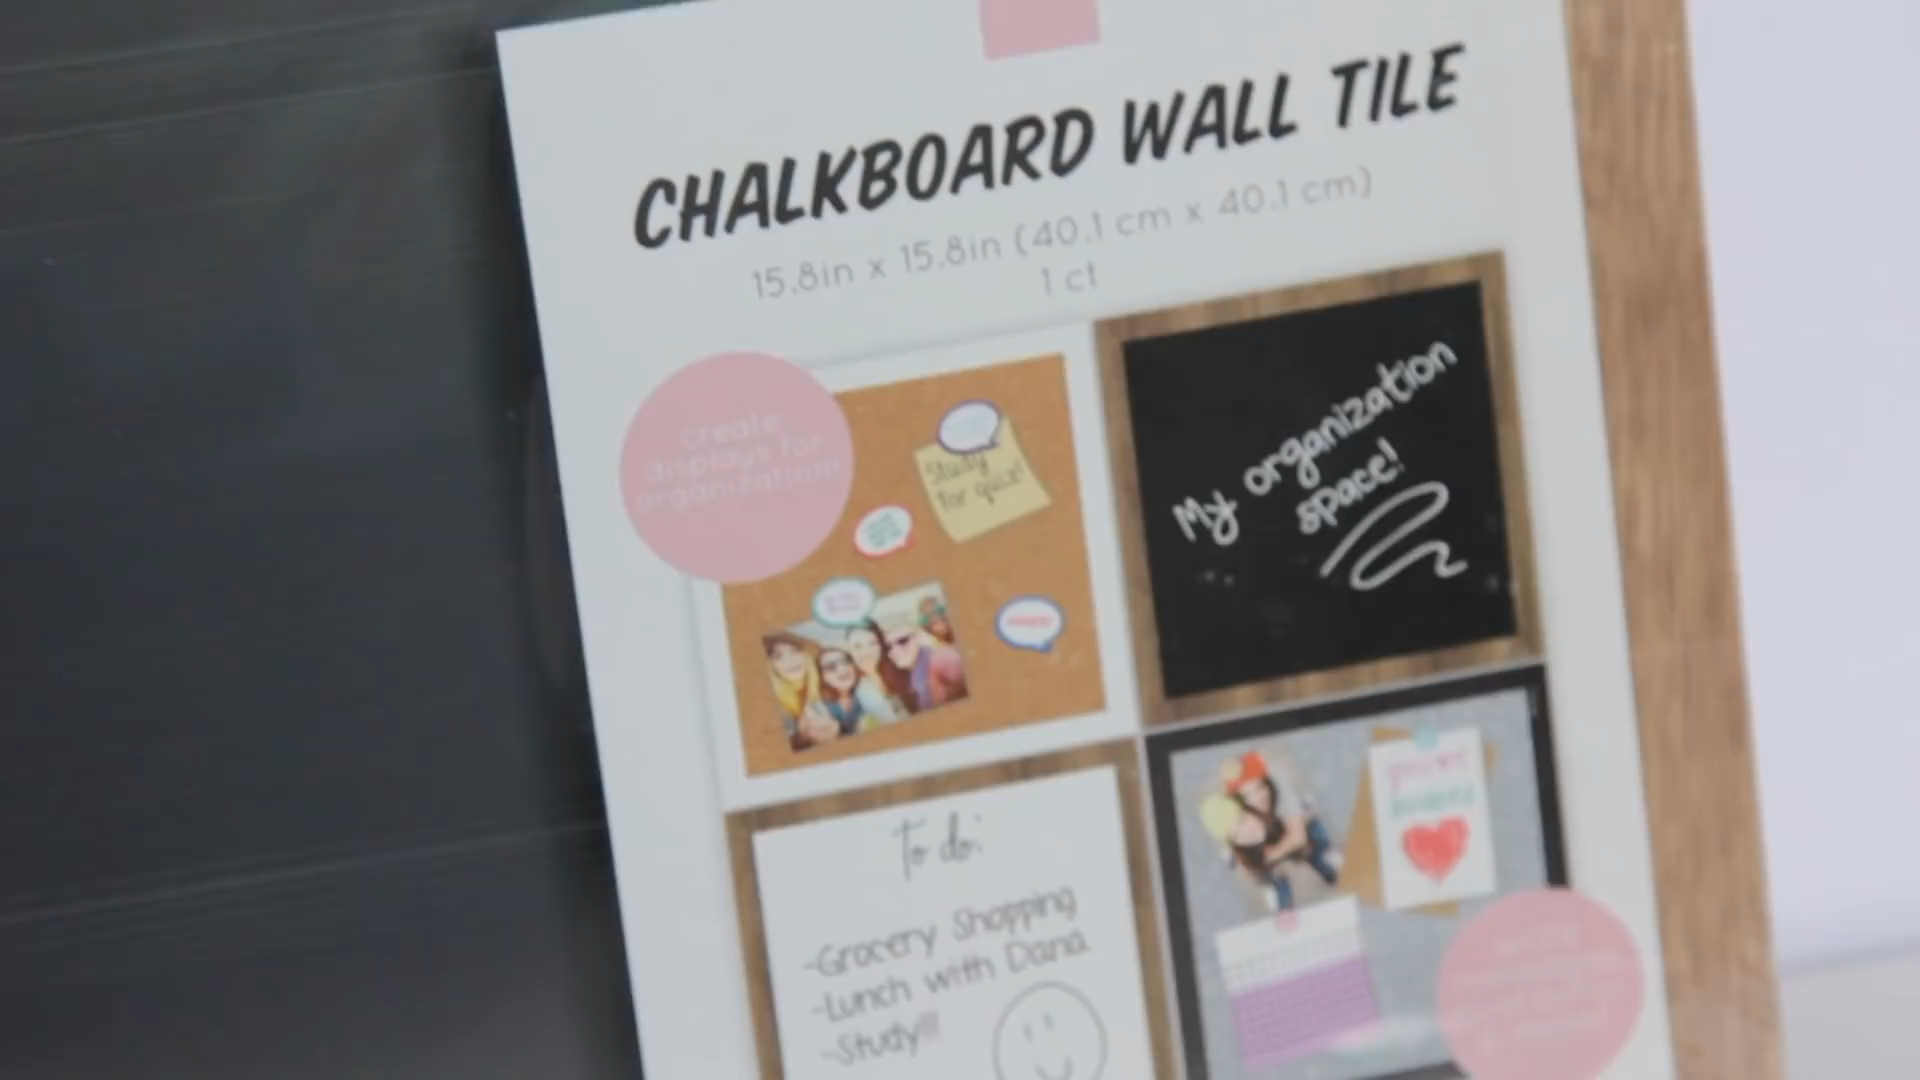 CHALKBOARD WALL TILE
15.8in x 15.8in (40.1 cm x 40.1 cm)
1 ct
create
displays for
organization!
Study
for quiz!
My organization
space!
To do:
-Grocery Shopping
-Lunch with Dana
-Study!!!